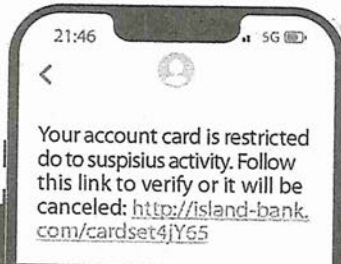 21:46
5G
Your account card is restricted
do to suspisius activity. Follow
this link to verify or it will be
canceled: http://island-bank.
com/cardset4jY65